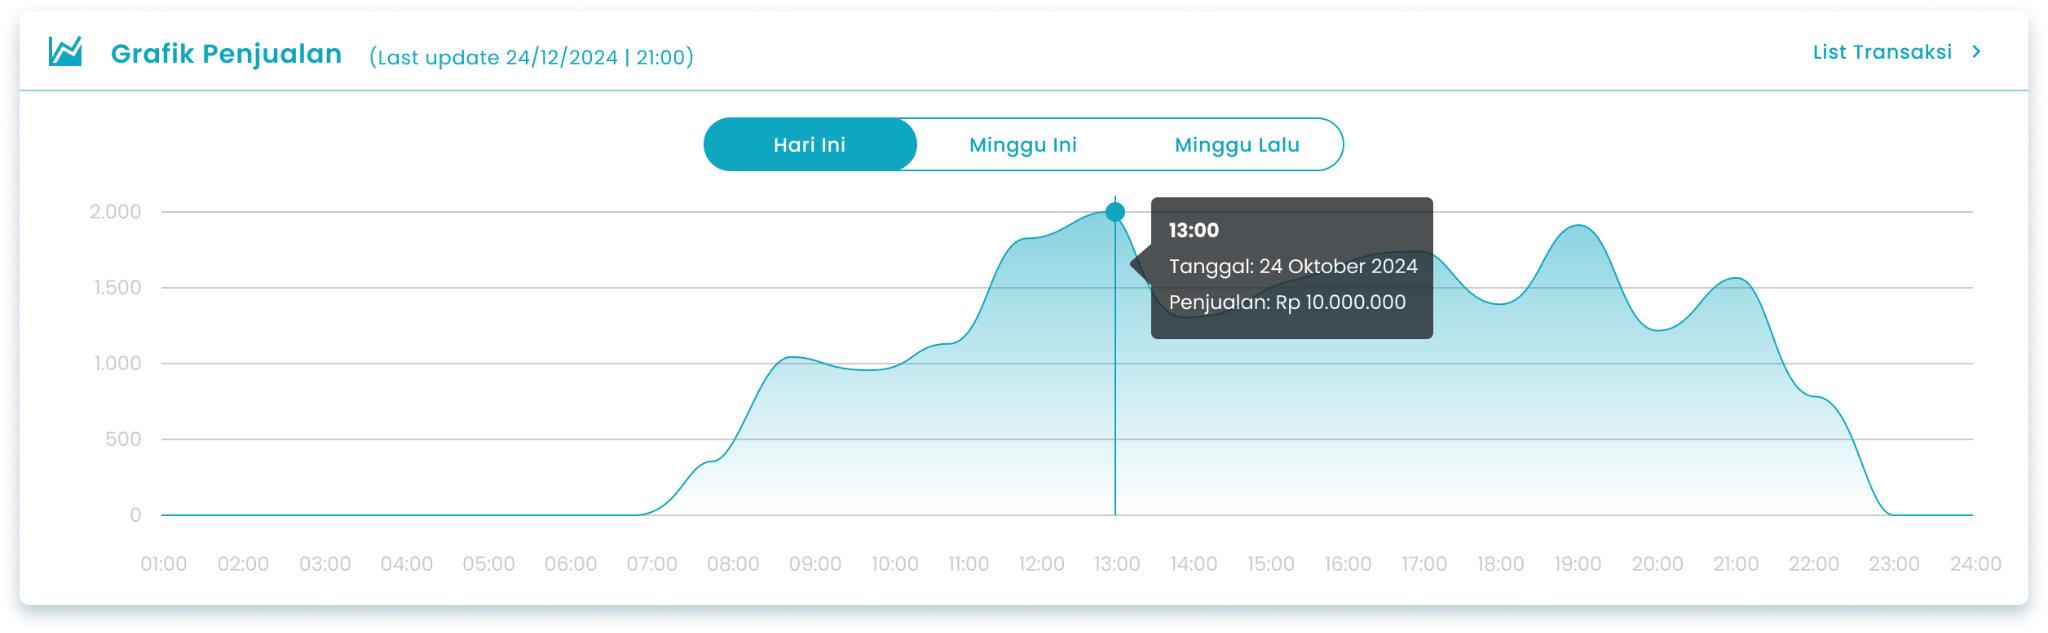 Grafik Penjualan (Last update 24/12/2024 | 21:00)
List Transaksi
Hari Ini
Minggu Ini
Minggu Lalu
2.000
1.500
1.000
500
0
13:00
Tanggal: 24 Oktober 2024
Penjualan: Rp 10.000.000
01:00 02:00 03:00 04:00 05:00 06:00 07:00 08:00 09:00 10:00 11:00 12:00 13:00 14:00 15:00 16:00 17:00 18:00 19:00 20:00 21:00 22:00 23:00 24:00